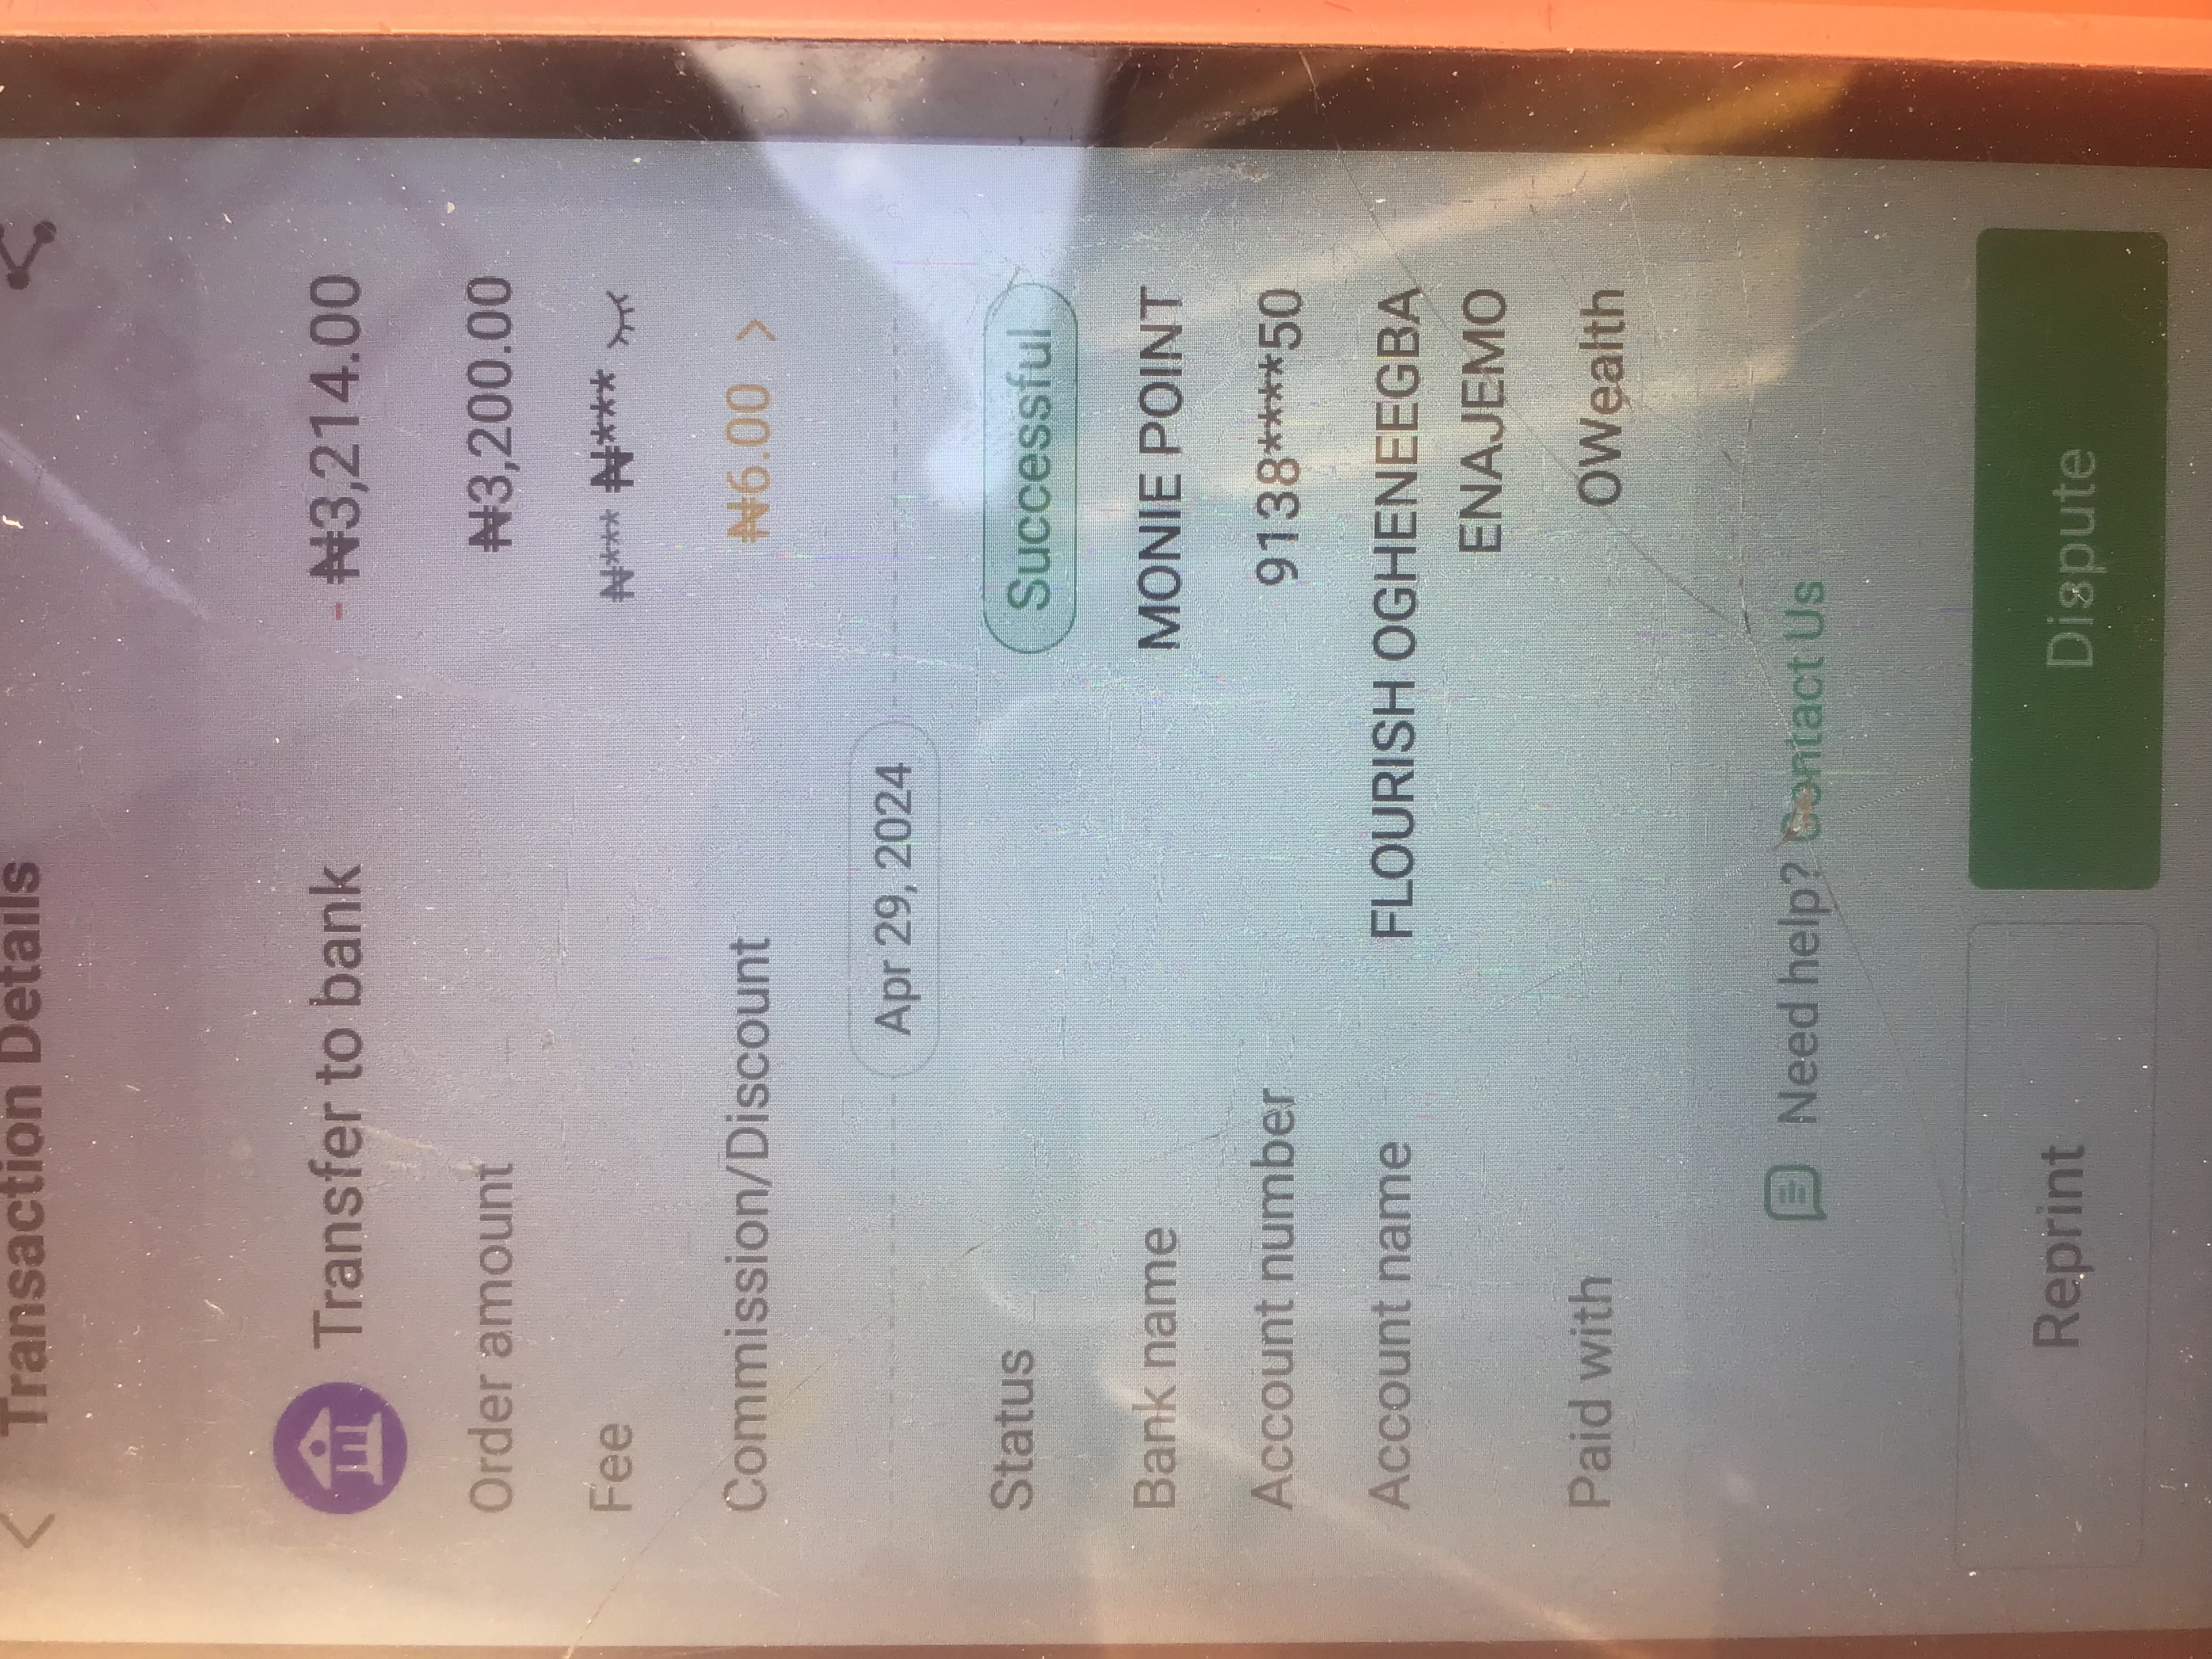 Transaction Details
Transfer to bank - ₦3,214.00
Order amount ₦3,200.00
Fee ₦*** ₦***
Commission/Discount ₦6.00 >
Apr 29, 2024
Status Successful
Bank name MONIE POINT
Account number 9138****50
Account name FLOURISH OGHENEEGBA
ENAJEMO
Paid with OWealth
Need help? Contact Us
Reprint Dispute